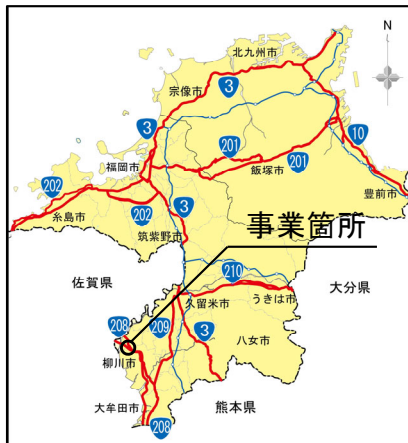 北九州市
N
宗像市
3
3
10
201
福岡市
飯塚市
201
202
豊前市
糸島市
202
3
筑紫野市
事業箇所
佐賀県
210
大分県
久留米市
うきは市
208
209
3
八女市
柳川市
大牟田市
熊本県
208